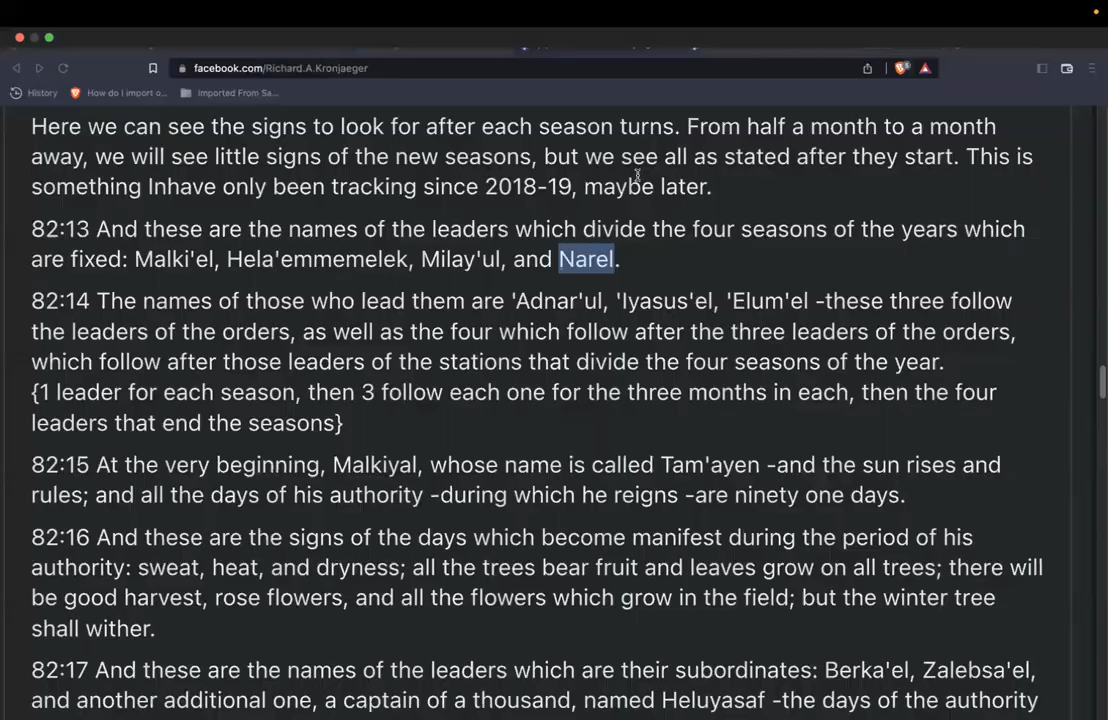 facebook.com/Richard.A.Kronjaeger
History
How do I import o...
Imported From Sa...
Here we can see the signs to look for after each season turns. From half a month to a month
away, we will see little signs of the new seasons, but we see all as stated after they start. This is
something Inhave only been tracking since 2018-19, maybe later.
82:13 And these are the names of the leaders which divide the four seasons of the years which
are fixed: Malki'el, Hela'emmemelek, Milay'ul, and Narel.
82:14 The names of those who lead them are 'Adnar'ul, 'Iyasus'el, 'Elum'el -these three follow
the leaders of the orders, as well as the four which follow after the three leaders of the orders,
which follow after those leaders of the stations that divide the four seasons of the year.
{1 leader for each season, then 3 follow each one for the three months in each, then the four
leaders that end the seasons}
82:15 At the very beginning, Malkiyal, whose name is called Tam'ayen -and the sun rises and
rules; and all the days of his authority -during which he reigns -are ninety one days.
82:16 And these are the signs of the days which become manifest during the period of his
authority: sweat, heat, and dryness; all the trees bear fruit and leaves grow on all trees; there will
be good harvest, rose flowers, and all the flowers which grow in the field; but the winter tree
shall wither.
82:17 And these are the names of the leaders which are their subordinates: Berka'el, Zalebsa'el,
and another additional one, a captain of a thousand, named Heluyasaf -the days of the authority